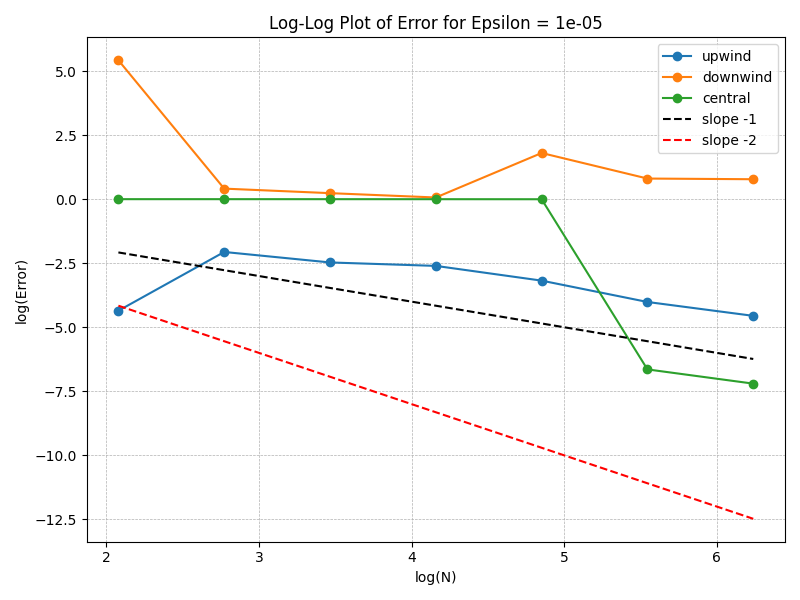 Log-Log Plot of Error for Epsilon = 1e-05
upwind
downwind
central
slope -1
slope -2
5.0
2.5
0.0
−2.5
−5.0
−7.5
−10.0
−12.5
log(Error)
2
3
4
5
6
log(N)